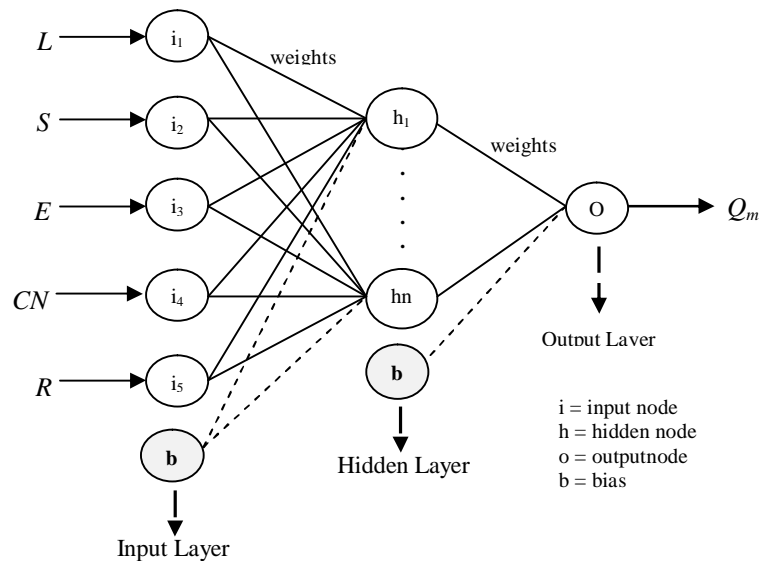 L
i₁
weights
S
i₂
h₁
weights
E
i₃
O
Qₘ
CN
i₄
hn
Output Layer
R
i₅
b
i = input node
h = hidden node
o = outputnode
b = bias
b
Hidden Layer
Input Layer